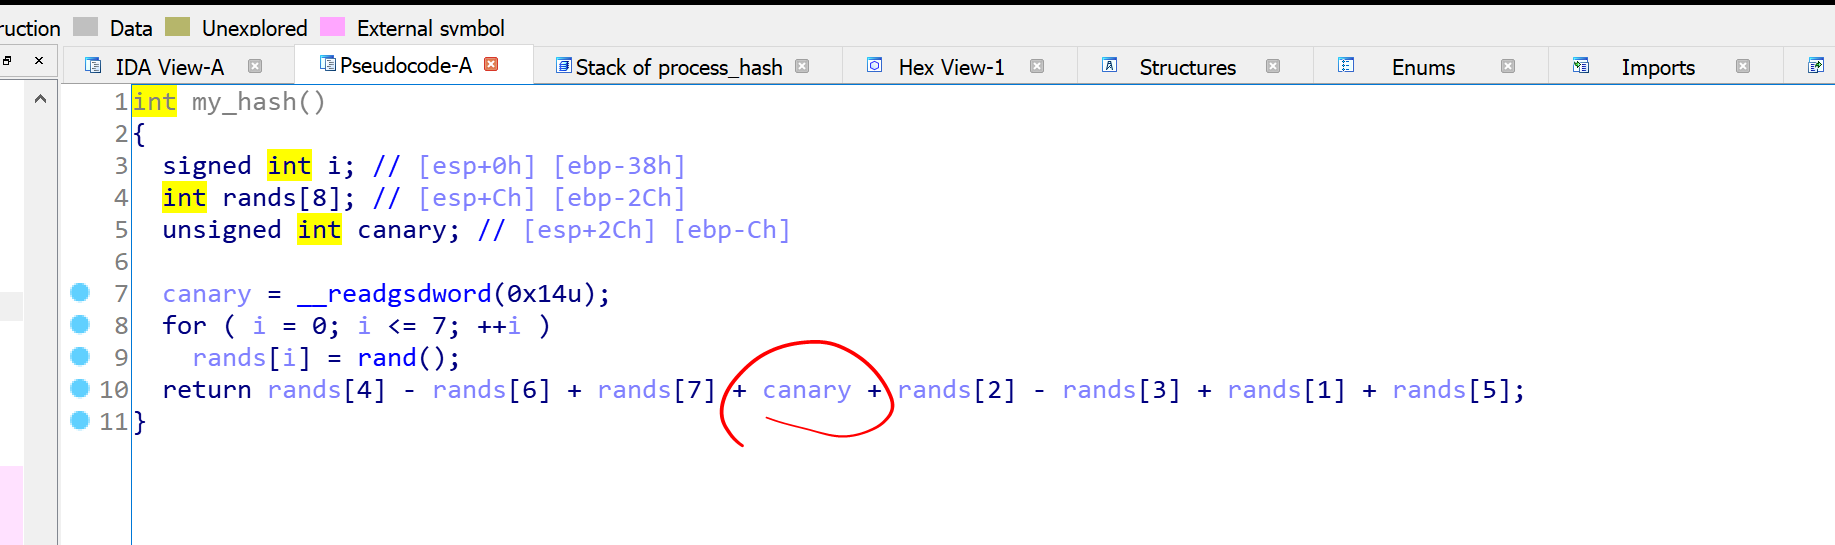 ruction Data Unexplored External symbol
IDA View-A Pseudocode-A Stack of process_hash Hex View-1 Structures Enums Imports
1 int my_hash()
2 {
3 signed int i; // [esp+0h] [ebp-38h]
4 int rands[8]; // [esp+Ch] [ebp-2Ch]
5 unsigned int canary; // [esp+2Ch] [ebp-Ch]
6
7 canary = __readgsdword(0x14u);
8 for ( i = 0; i <= 7; ++i )
9 rands[i] = rand();
10 return rands[4] - rands[6] + rands[7] + canary + rands[2] - rands[3] + rands[1] + rands[5];
11 }